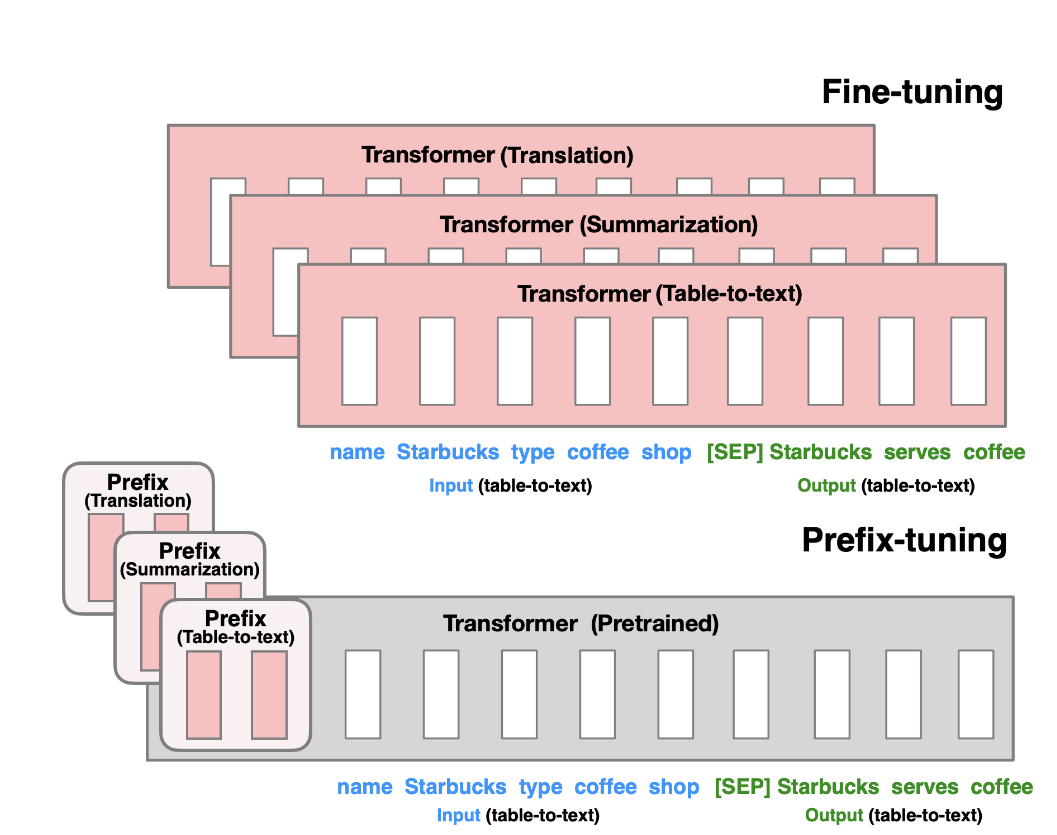 Fine-tuning
Transformer (Translation)
Transformer (Summarization)
Transformer (Table-to-text)
name Starbucks type coffee shop [SEP] Starbucks serves coffee
Input (table-to-text) Output (table-to-text)
Prefix
(Translation)
Prefix-tuning
Prefix
(Summarization)
Prefix
(Table-to-text)
Transformer (Pretrained)
name Starbucks type coffee shop [SEP] Starbucks serves coffee
Input (table-to-text) Output (table-to-text)